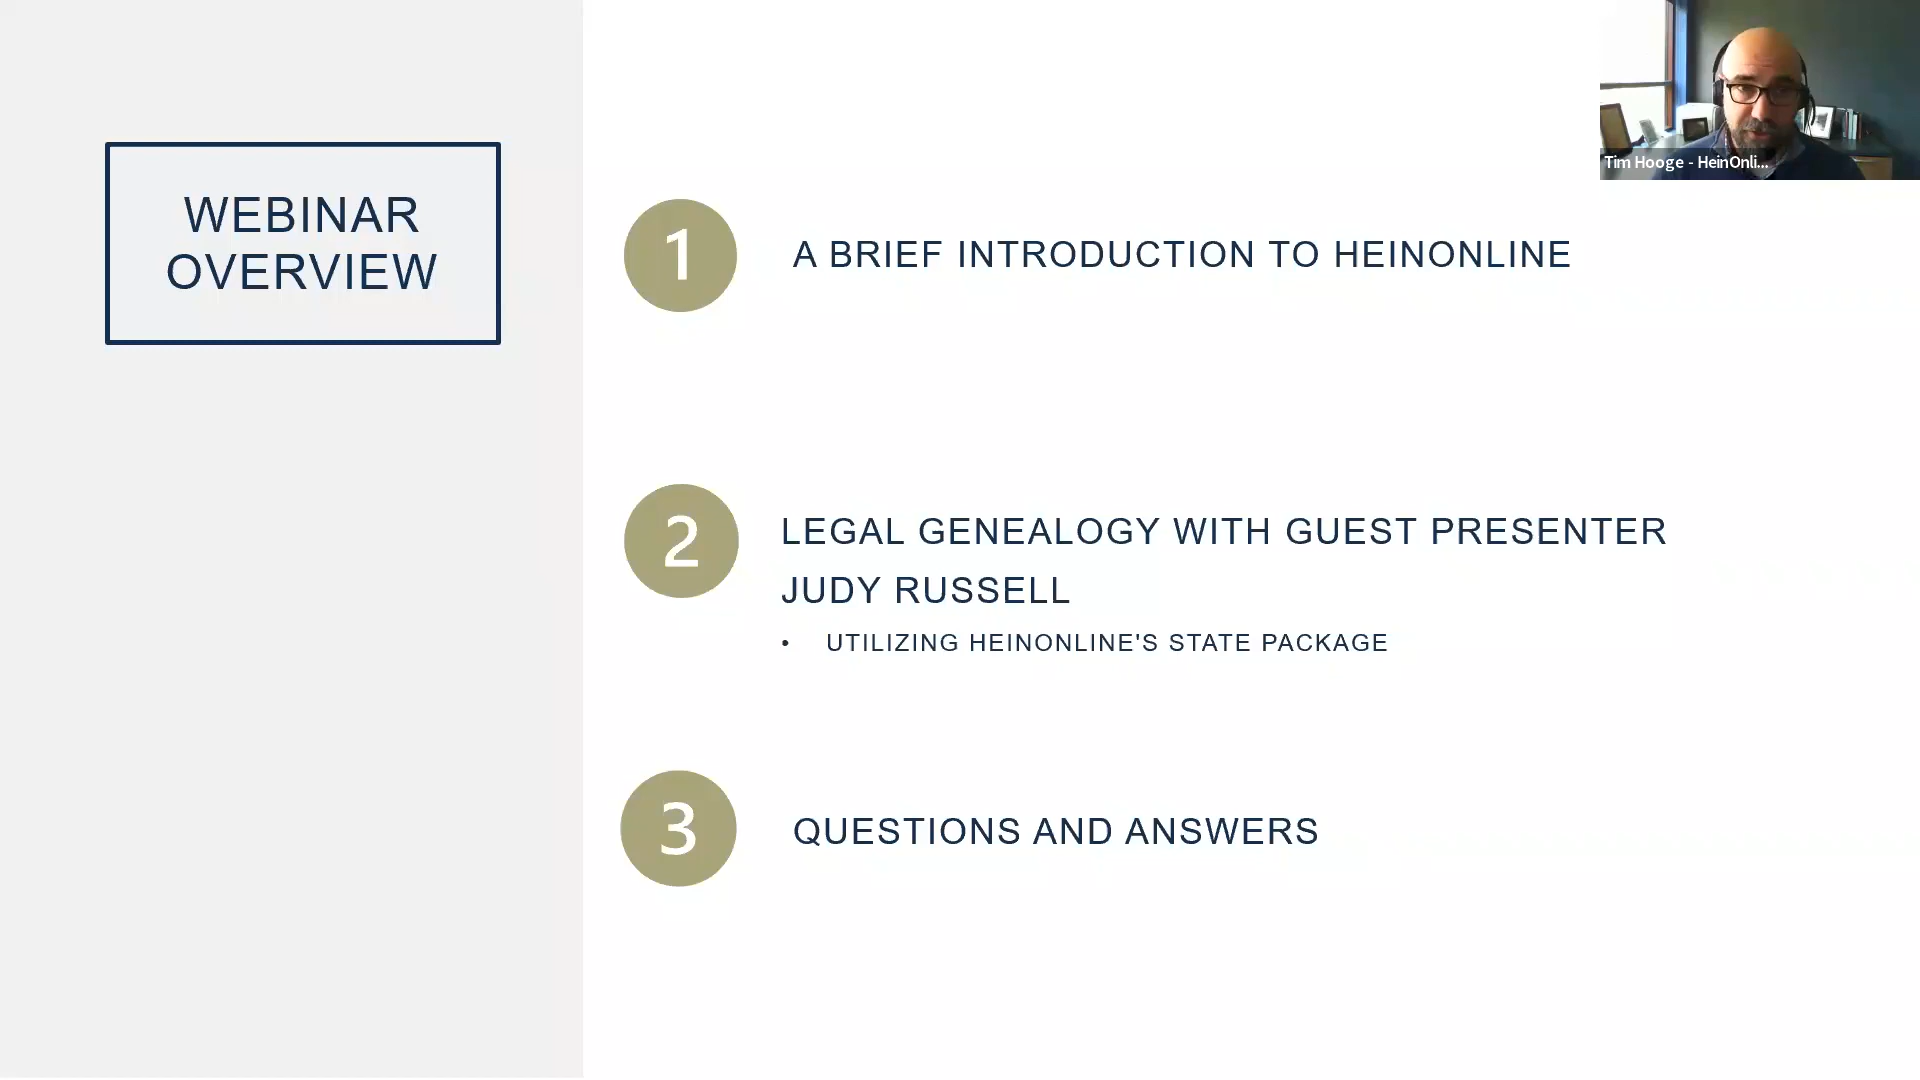 WEBINAR
OVERVIEW
Tim Hooge - HeinOnli...
1
A BRIEF INTRODUCTION TO HEINONLINE
2
LEGAL GENEALOGY WITH GUEST PRESENTER
JUDY RUSSELL
• UTILIZING HEINONLINE'S STATE PACKAGE
3
QUESTIONS AND ANSWERS